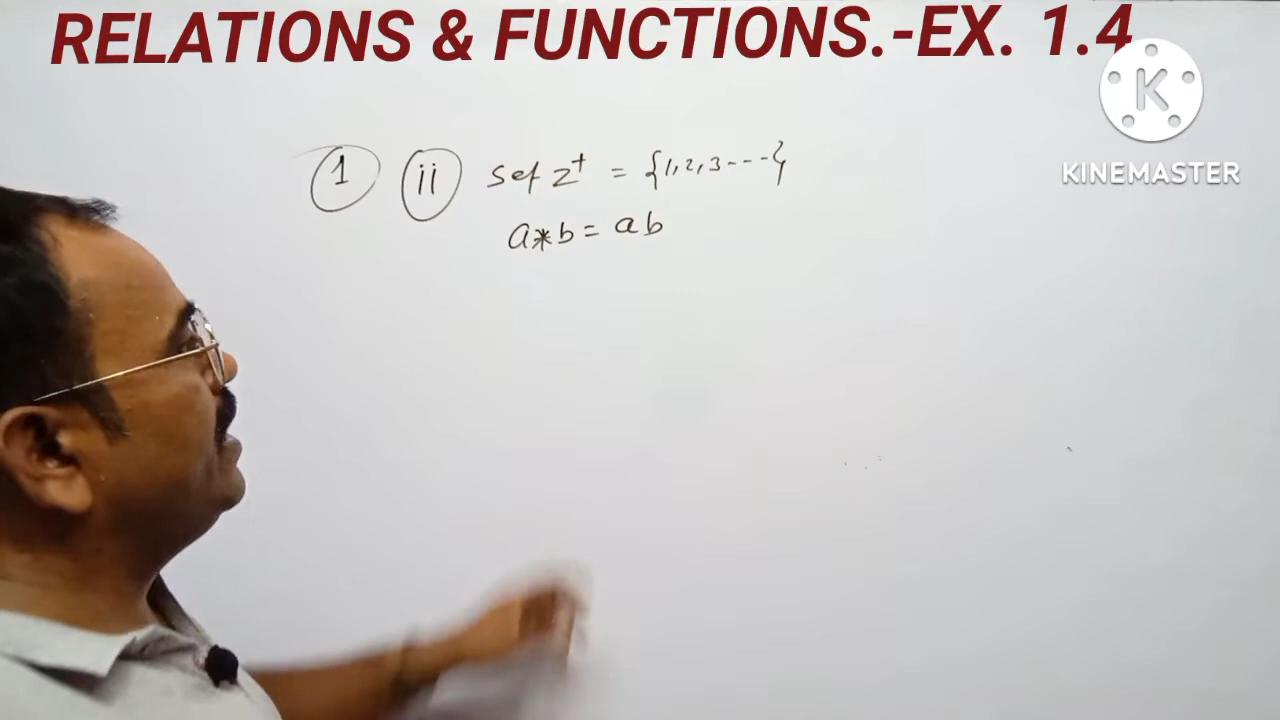 RELATIONS & FUNCTIONS.-EX. 1.4
K
KINEMASTER
1 ii set Z⁺ = {1, 2, 3 - - - }
a * b = ab